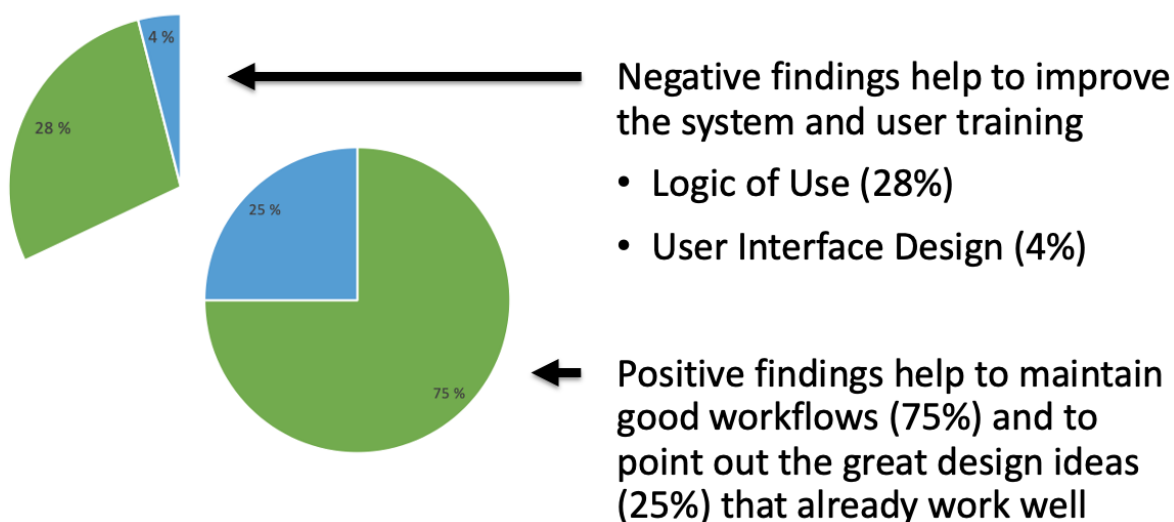 4 %
28 %
25 %
75 %
Negative findings help to improve
the system and user training
• Logic of Use (28%)
• User Interface Design (4%)
Positive findings help to maintain
good workflows (75%) and to
point out the great design ideas
(25%) that already work well